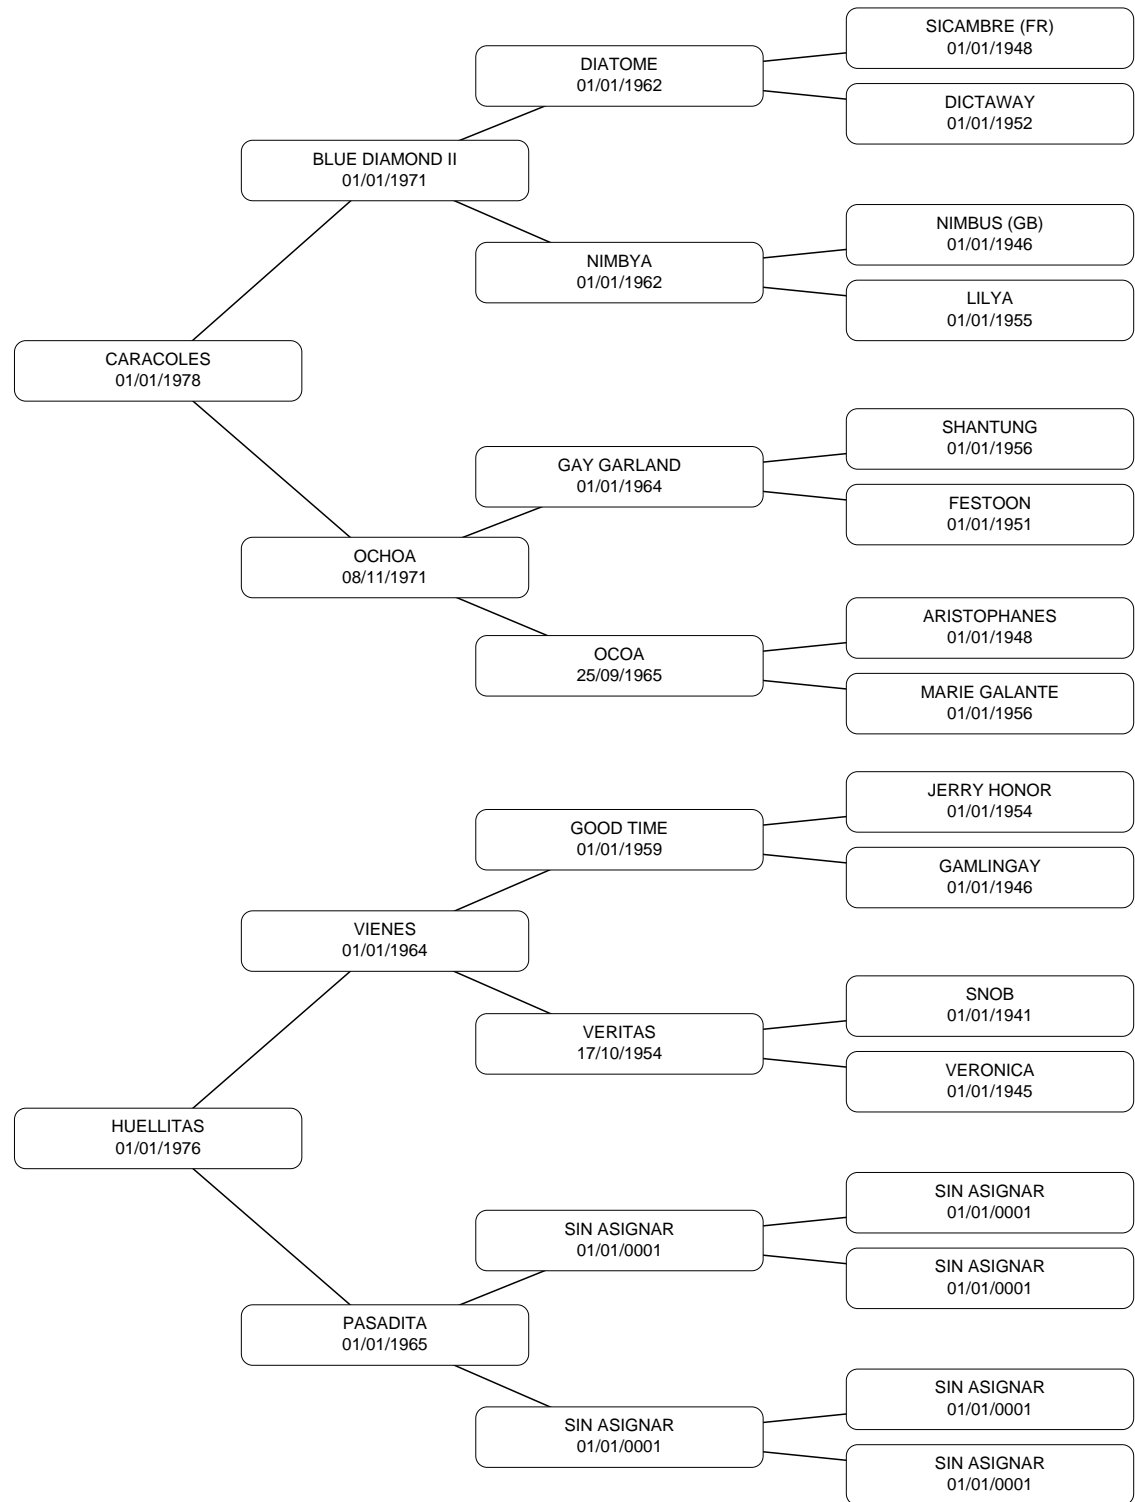 SICAMBRE (FR)
01/01/1948
DIATOME
01/01/1962
DICTAWAY
01/01/1952
BLUE DIAMOND II
01/01/1971
NIMBUS (GB)
01/01/1946
NIMBYA
01/01/1962
LILYA
01/01/1955
CARACOLES
01/01/1978
SHANTUNG
01/01/1956
GAY GARLAND
01/01/1964
FESTOON
01/01/1951
OCHOA
08/11/1971
ARISTOPHANES
01/01/1948
OCOA
25/09/1965
MARIE GALANTE
01/01/1956
JERRY HONOR
01/01/1954
GOOD TIME
01/01/1959
GAMLINGAY
01/01/1946
VIENES
01/01/1964
SNOB
01/01/1941
VERITAS
17/10/1954
VERONICA
01/01/1945
HUELLITAS
01/01/1976
SIN ASIGNAR
01/01/0001
SIN ASIGNAR
01/01/0001
SIN ASIGNAR
01/01/0001
PASADITA
01/01/1965
SIN ASIGNAR
01/01/0001
SIN ASIGNAR
01/01/0001
SIN ASIGNAR
01/01/0001